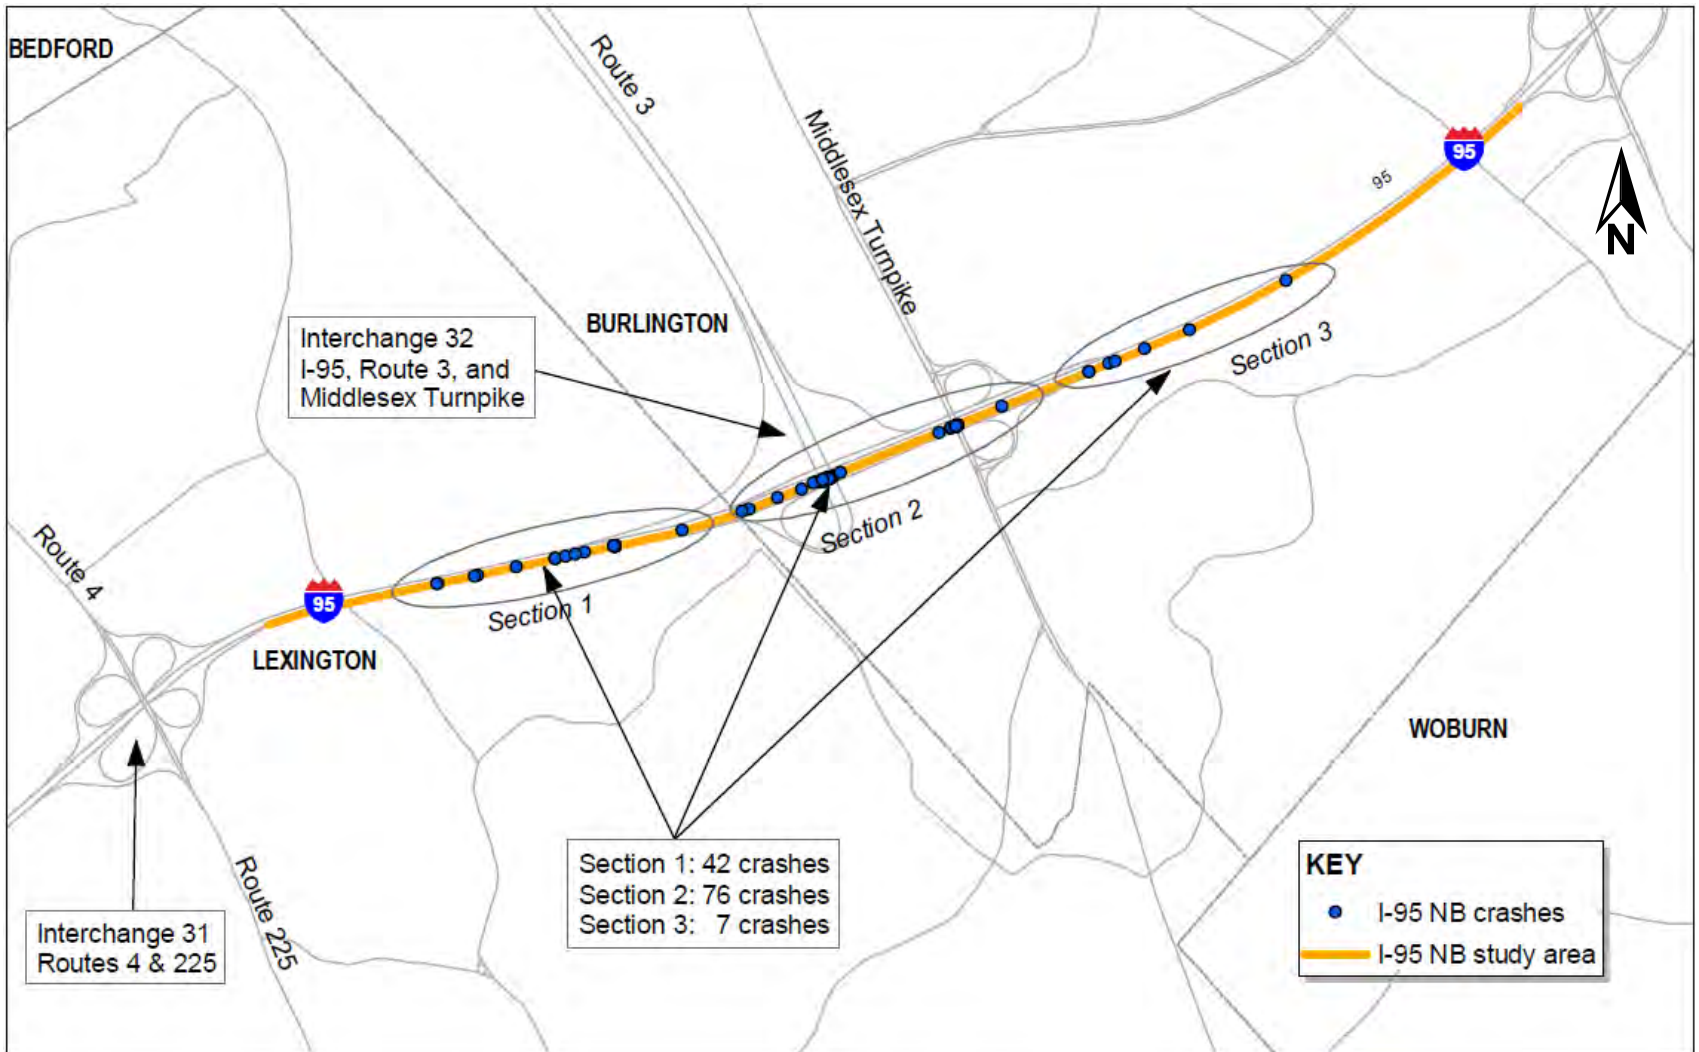 BEDFORD
Route 3
Middlesex Turnpike
95
95
N
BURLINGTON
Interchange 32
I-95, Route 3, and
Middlesex Turnpike
Section 3
Section 2
Section 1
Route 4
95
LEXINGTON
WOBURN
Section 1: 42 crashes
Section 2: 76 crashes
Section 3: 7 crashes
Route 225
Interchange 31
Routes 4 & 225
KEY
I-95 NB crashes
I-95 NB study area